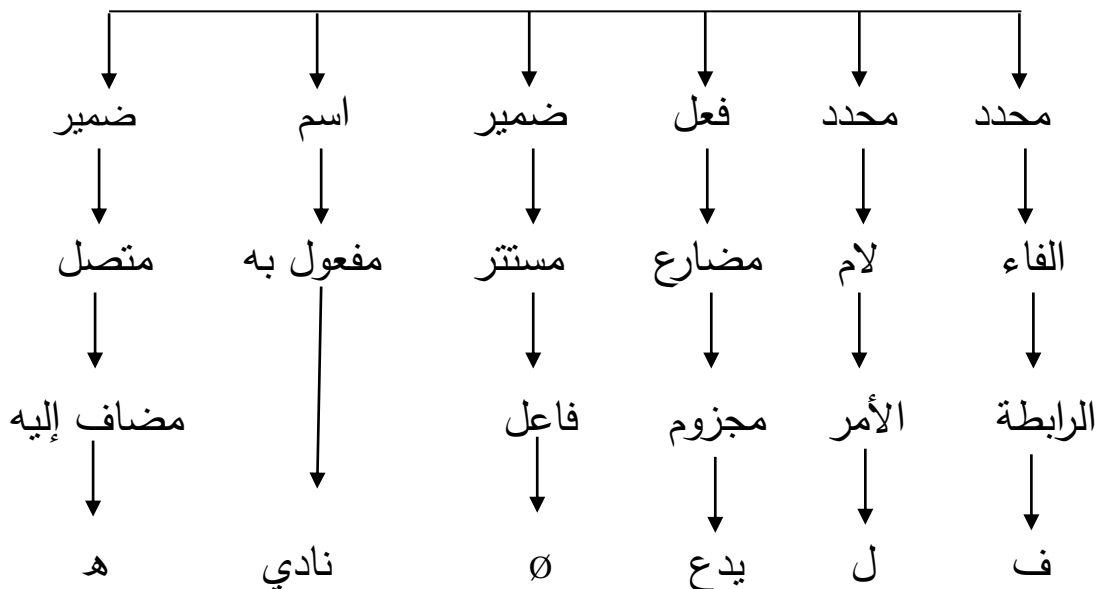 محدد محدد فعل ضمير اسم ضمير
الفاء لام مضارع مستتر مفعول به متصل
الرابطة الأمر مجزوم فاعل مضاف إليه
ف ل يدع Ø نادي ه